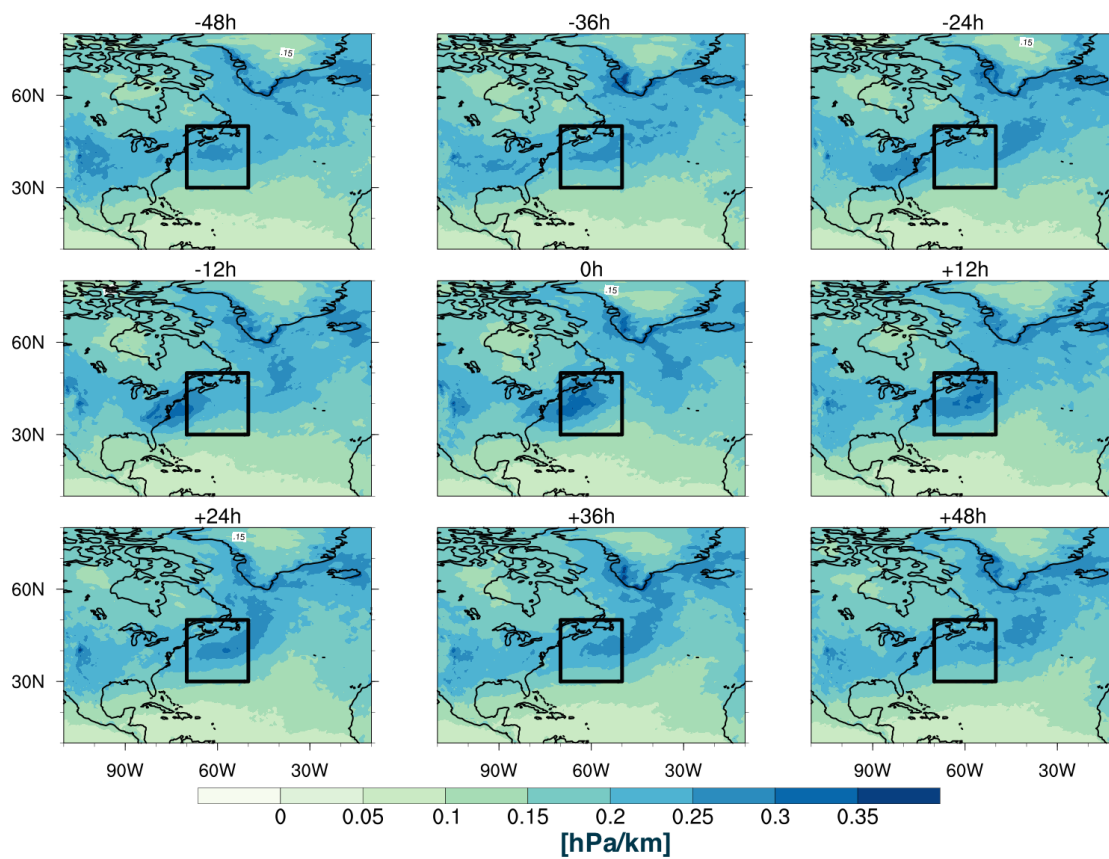 -48h -36h -24h
.15 .15
60N
30N
-12h 0h +12h
.15
60N
30N
+24h +36h +48h
.15
60N
30N
90W 60W 30W 90W 60W 30W 90W 60W 30W
0 0.05 0.1 0.15 0.2 0.25 0.3 0.35
[hPa/km]